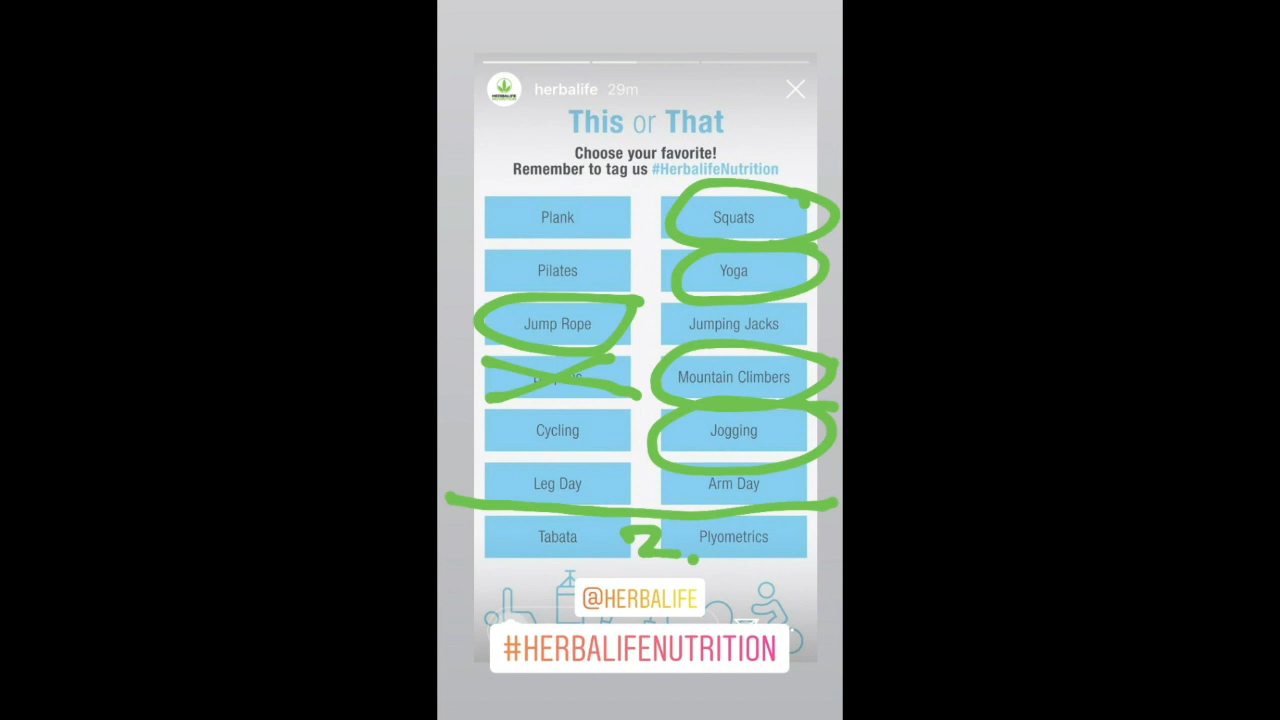 herbalife 29m
This or That
Choose your favorite!
Remember to tag us #HerbalifeNutrition
Plank Squats
Pilates Yoga
Jump Rope Jumping Jacks
Mountain Climbers
Cycling Jogging
Leg Day Arm Day
Tabata Plyometrics
@HERBALIFE
#HERBALIFENUTRITION